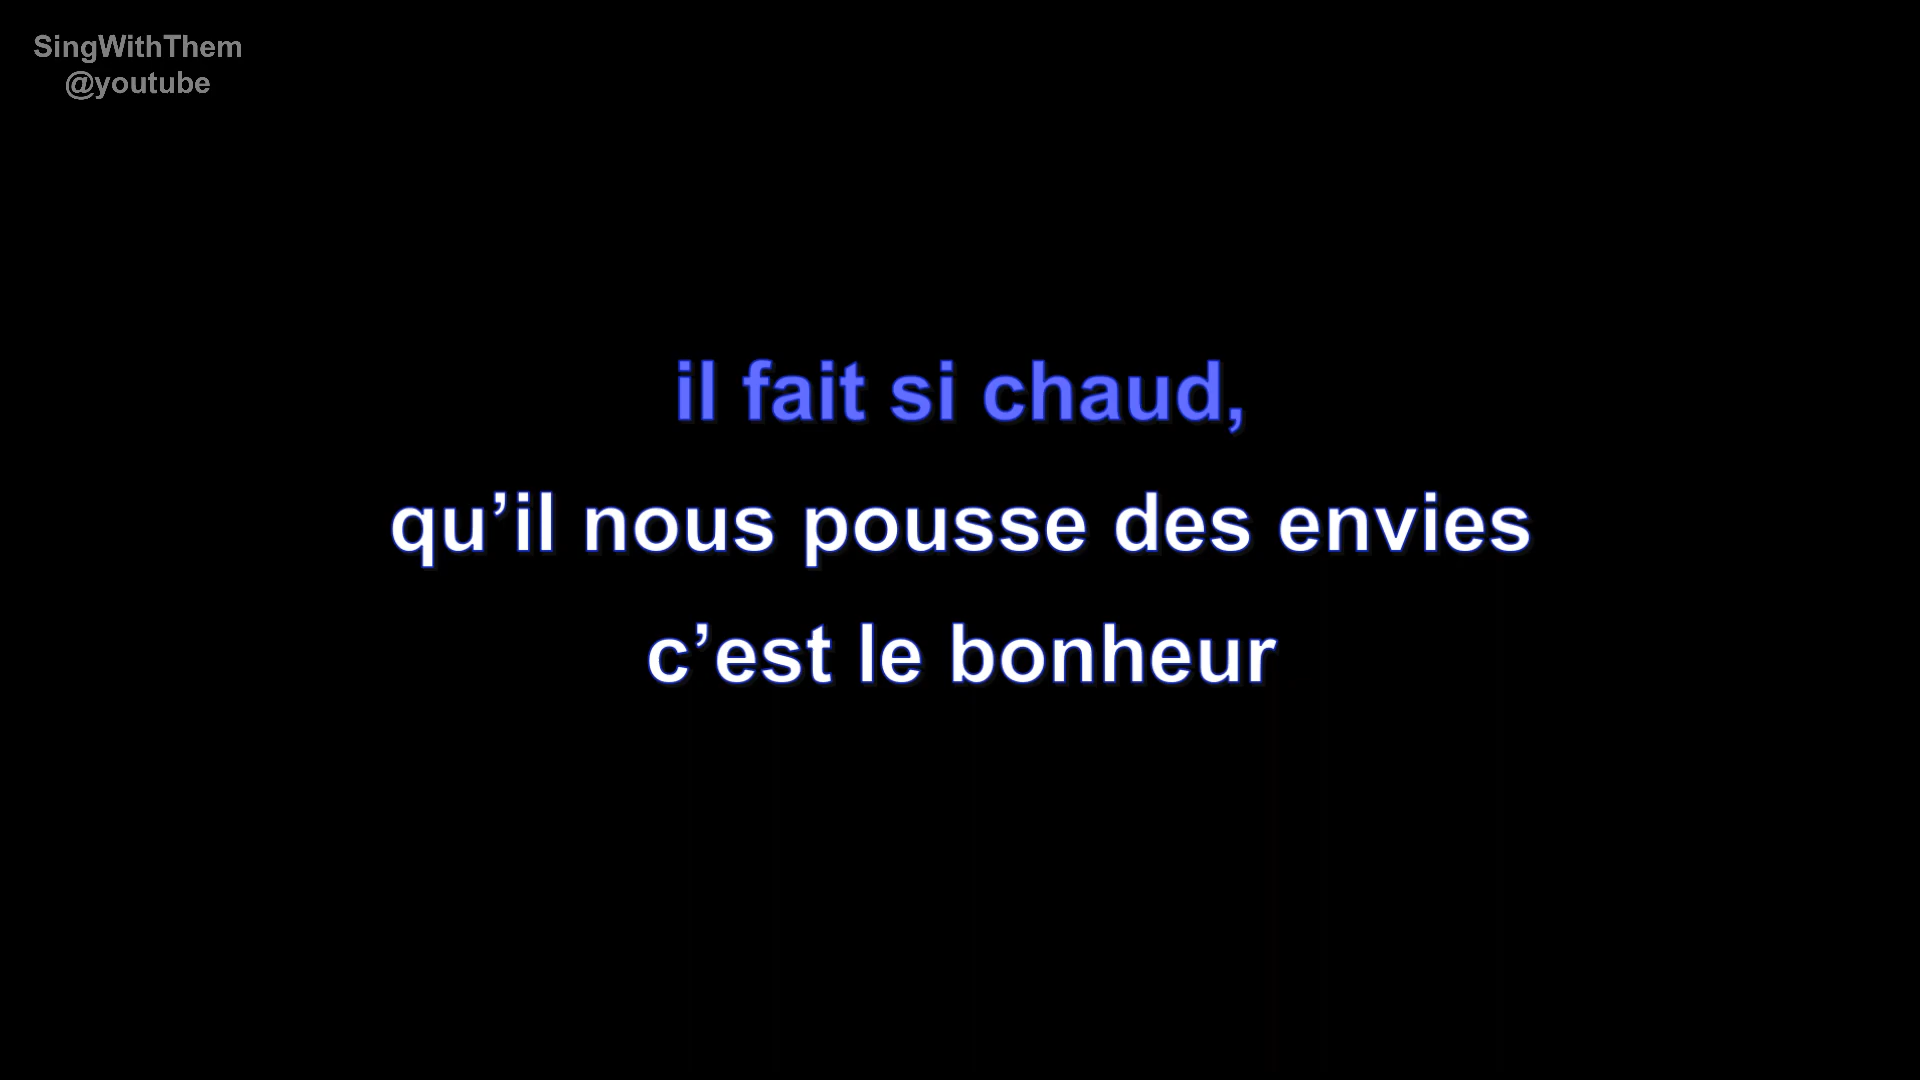 SingWithThem
@youtube
il fait si chaud,
qu’il nous pousse des envies
c’est le bonheur